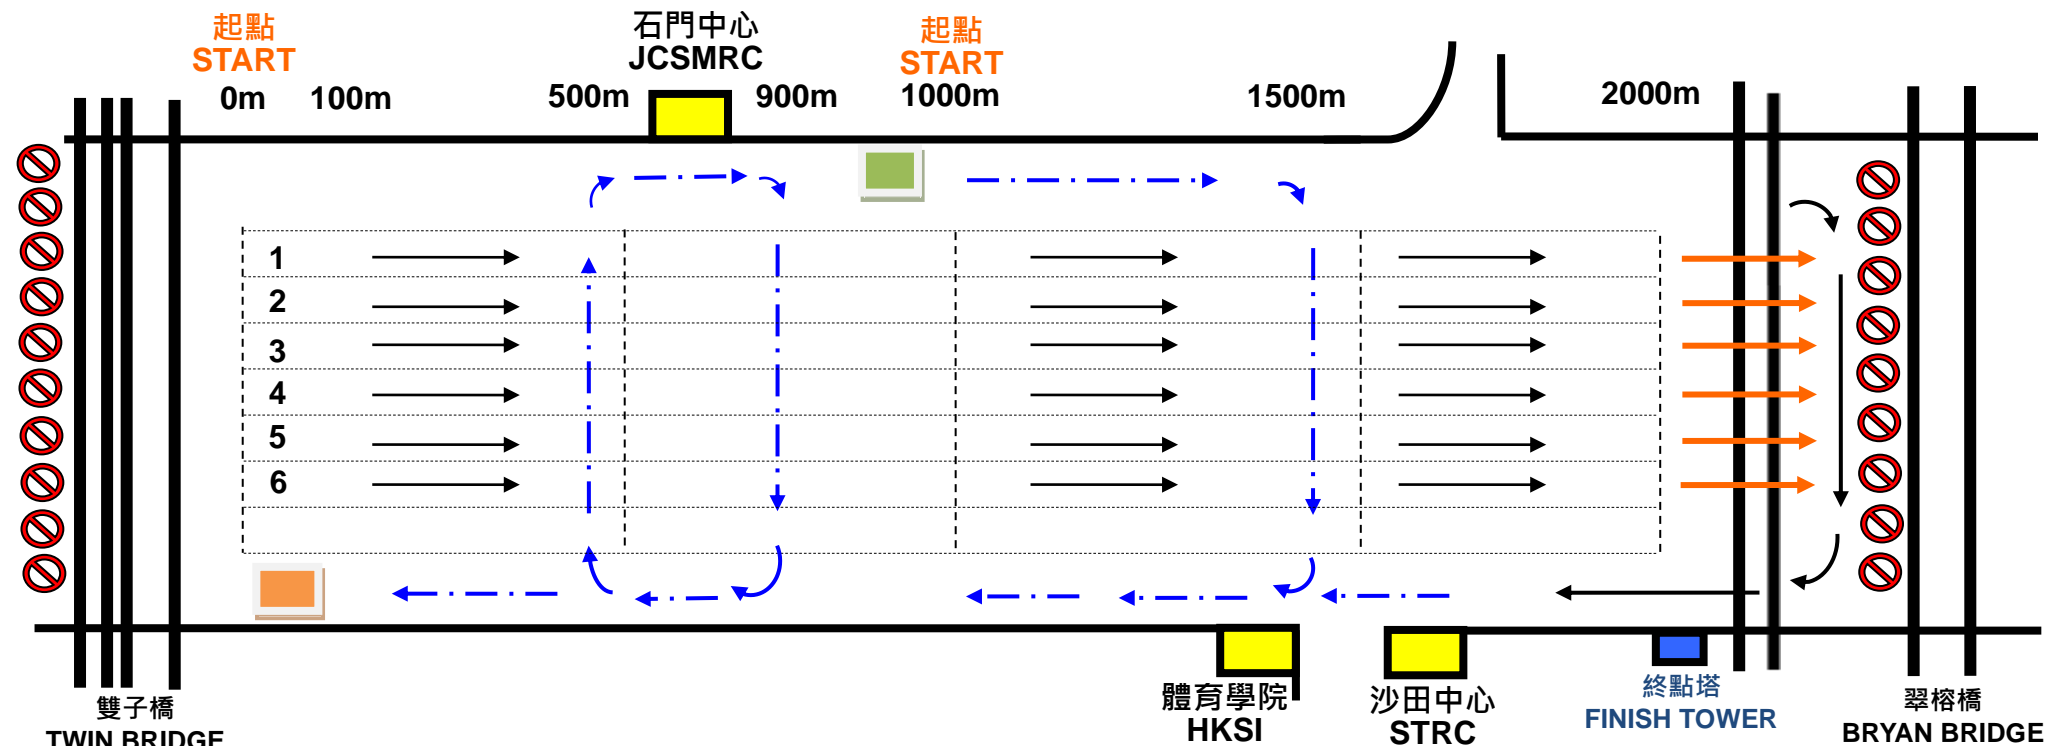 起點
START
石門中心
JCSMRC
起點
START
0m
100m
500m
900m
1000m
1500m
2000m
1
2
3
4
5
6
雙子橋
TWIN BRIDGE
體育學院
HKSI
沙田中心
STRC
終點塔
FINISH TOWER
翠榕橋
BRYAN BRIDGE